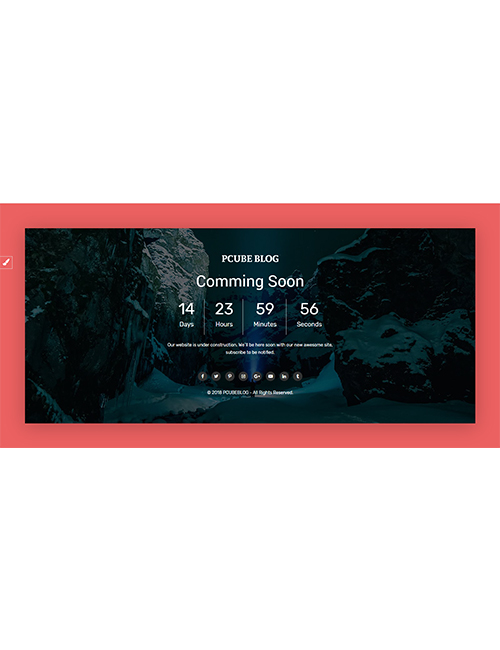 PCUBE BLOG
Comming Soon
14 23 59 56
Days Hours Minutes Seconds
Our website is under construction. We'll be here soon with our new awesome site,
subscribe to be notified.
© 2018 PCUBEBLOG - All Rights Reserved.